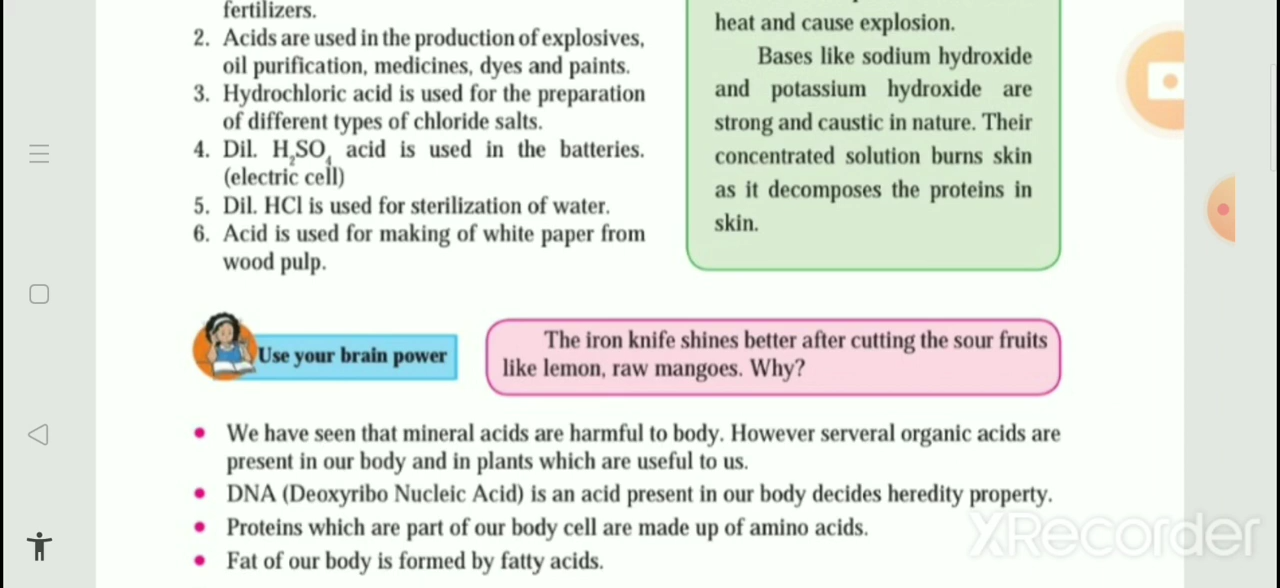 fertilizers.
2. Acids are used in the production of explosives,
oil purification, medicines, dyes and paints.
3. Hydrochloric acid is used for the preparation
of different types of chloride salts.
4. Dil. H₂SO₄ acid is used in the batteries.
(electric cell)
5. Dil. HCl is used for sterilization of water.
6. Acid is used for making of white paper from
wood pulp.
heat and cause explosion.
Bases like sodium hydroxide
and potassium hydroxide are
strong and caustic in nature. Their
concentrated solution burns skin
as it decomposes the proteins in
skin.
Use your brain power
The iron knife shines better after cutting the sour fruits
like lemon, raw mangoes. Why?
• We have seen that mineral acids are harmful to body. However serveral organic acids are
present in our body and in plants which are useful to us.
• DNA (Deoxyribo Nucleic Acid) is an acid present in our body decides heredity property.
• Proteins which are part of our body cell are made up of amino acids.
• Fat of our body is formed by fatty acids.
XRecorder